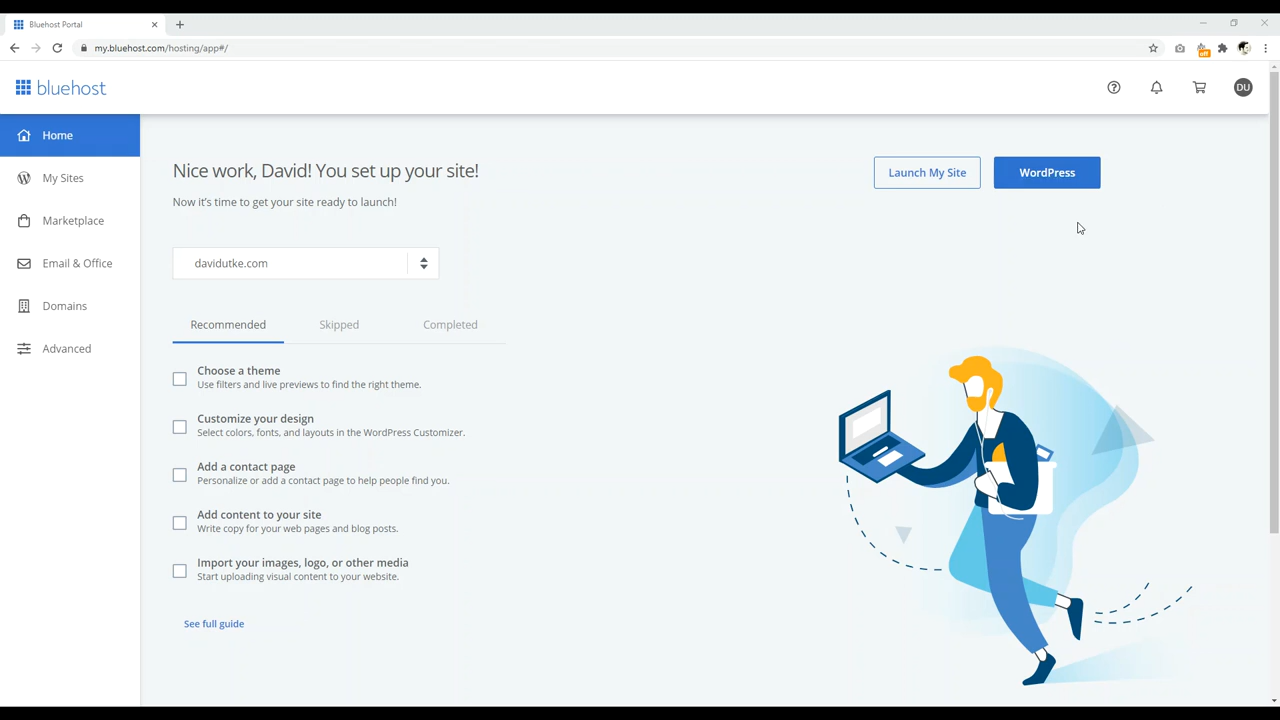 Bluehost Portal
my.bluehost.com/hosting/app#/
off
bluehost
DU
Home
My Sites
Marketplace
Email & Office
Domains
Advanced
Nice work, David! You set up your site!
Now it's time to get your site ready to launch!
Launch My Site
WordPress
davidutke.com
Recommended
Skipped
Completed
Choose a theme
Use filters and live previews to find the right theme.
Customize your design
Select colors, fonts, and layouts in the WordPress Customizer.
Add a contact page
Personalize or add a contact page to help people find you.
Add content to your site
Write copy for your web pages and blog posts.
Import your images, logo, or other media
Start uploading visual content to your website.
See full guide